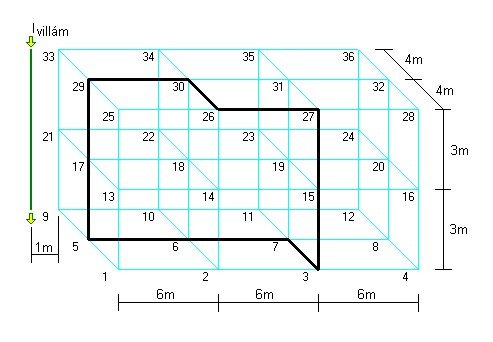 I villám
33 34 35 36
4m
29 30 31 32
4m
25 26 27 28
21 22 23 24
3m
17 18 19 20
13 14 15 16
9 10 11 12
3m
1m
5 6 7 8
1 2 3 4
6m 6m 6m